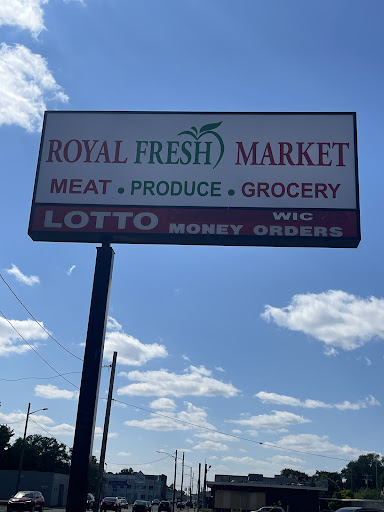 ROYAL FRESH MARKET
MEAT • PRODUCE • GROCERY
LOTTO WIC
MONEY ORDERS